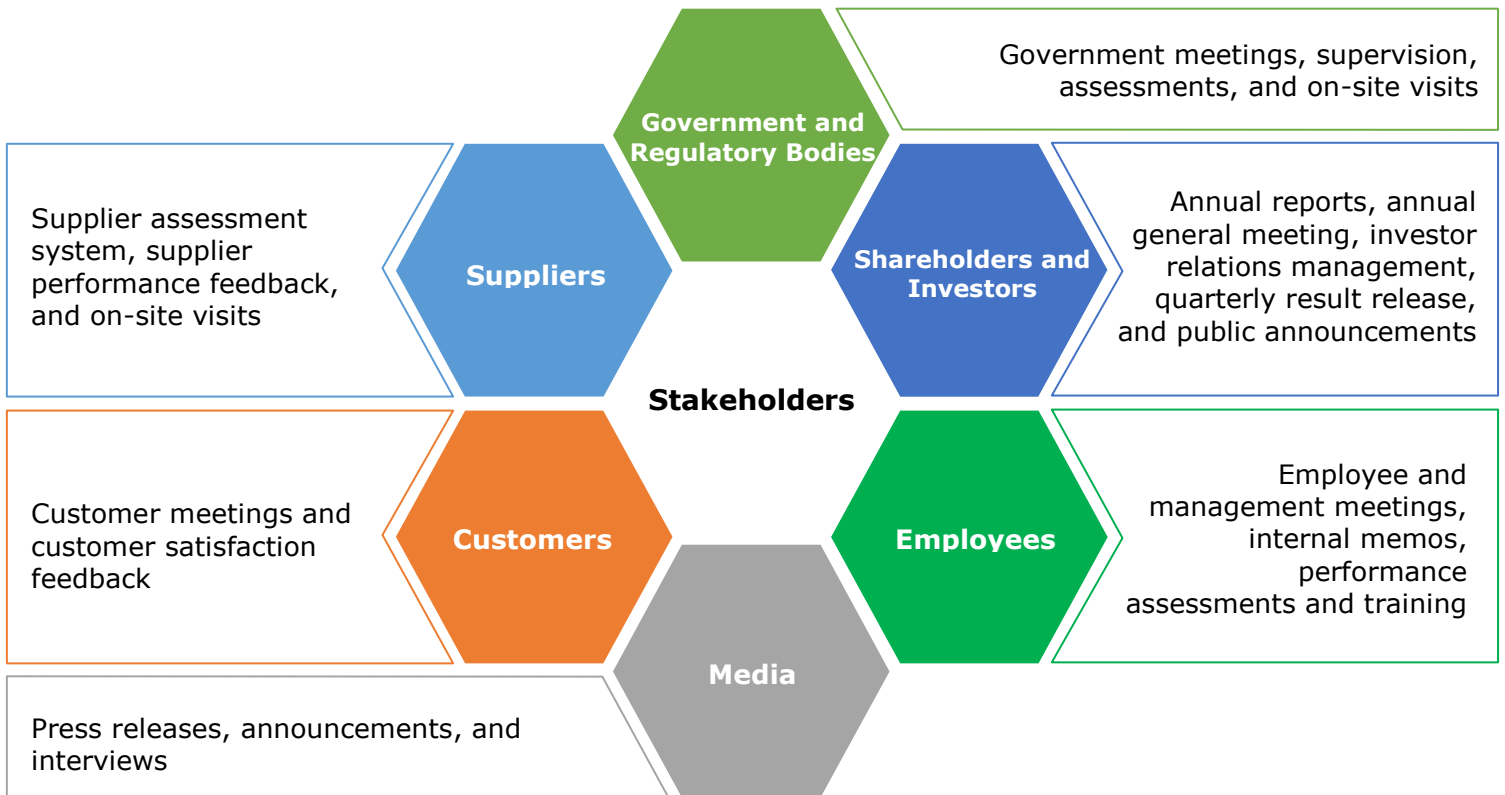 Government meetings, supervision,
assessments, and on-site visits
Government and
Regulatory Bodies
Supplier assessment
system, supplier
performance feedback,
and on-site visits
Suppliers
Shareholders and
Investors
Annual reports, annual
general meeting, investor
relations management,
quarterly result release,
and public announcements
Stakeholders
Customer meetings and
customer satisfaction
feedback
Customers
Employees
Employee and
management meetings,
internal memos,
performance
assessments and training
Media
Press releases, announcements, and
interviews